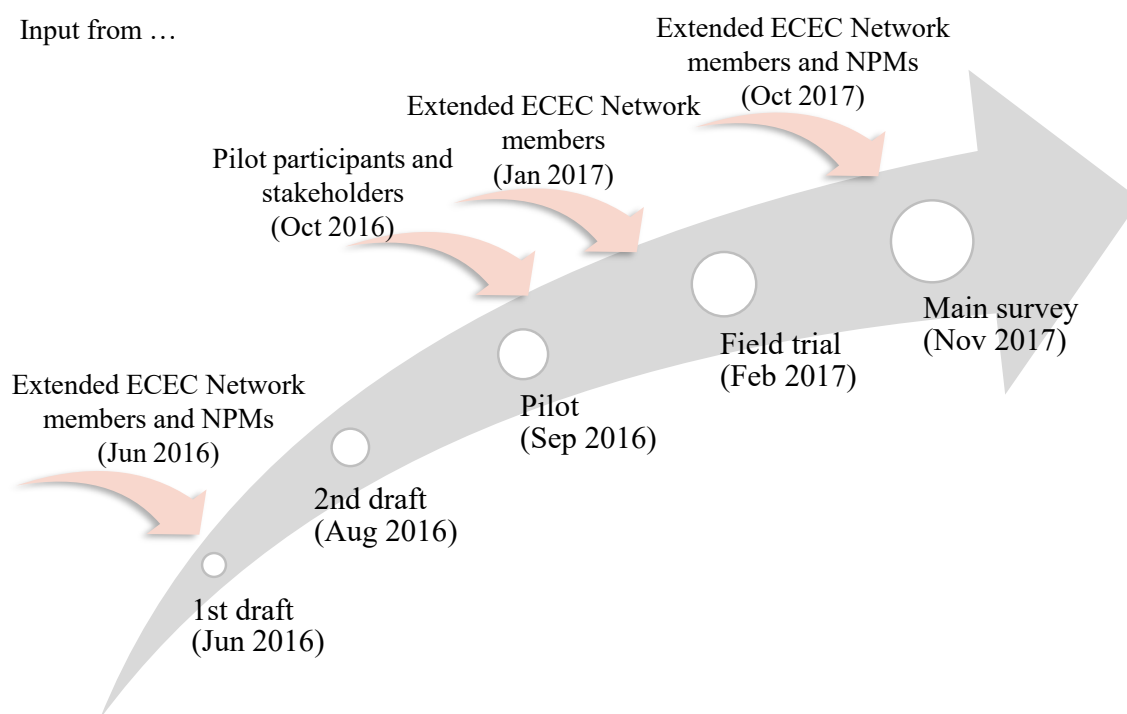 Input from …
Extended ECEC Network
members and NPMs
(Oct 2017)
Extended ECEC Network
members
(Jan 2017)
Pilot participants and
stakeholders
(Oct 2016)
Extended ECEC Network
members and NPMs
(Jun 2016)
1st draft
(Jun 2016)
2nd draft
(Aug 2016)
Pilot
(Sep 2016)
Field trial
(Feb 2017)
Main survey
(Nov 2017)